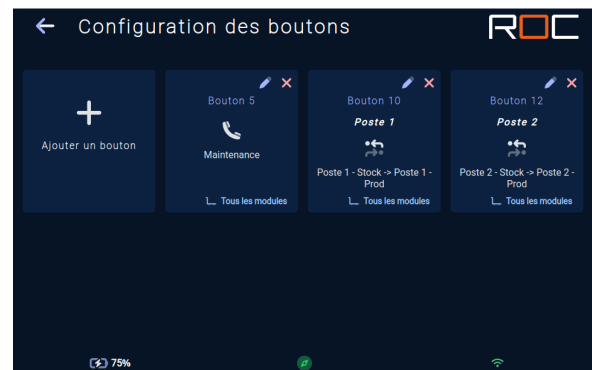 Configuration des boutons
ROC
Ajouter un bouton
Bouton 5
Maintenance
Tous les modules
Bouton 10
Poste 1
Poste 1 - Stock -> Poste 1 -
Prod
Tous les modules
Bouton 12
Poste 2
Poste 2 - Stock -> Poste 2 -
Prod
Tous les modules
75%